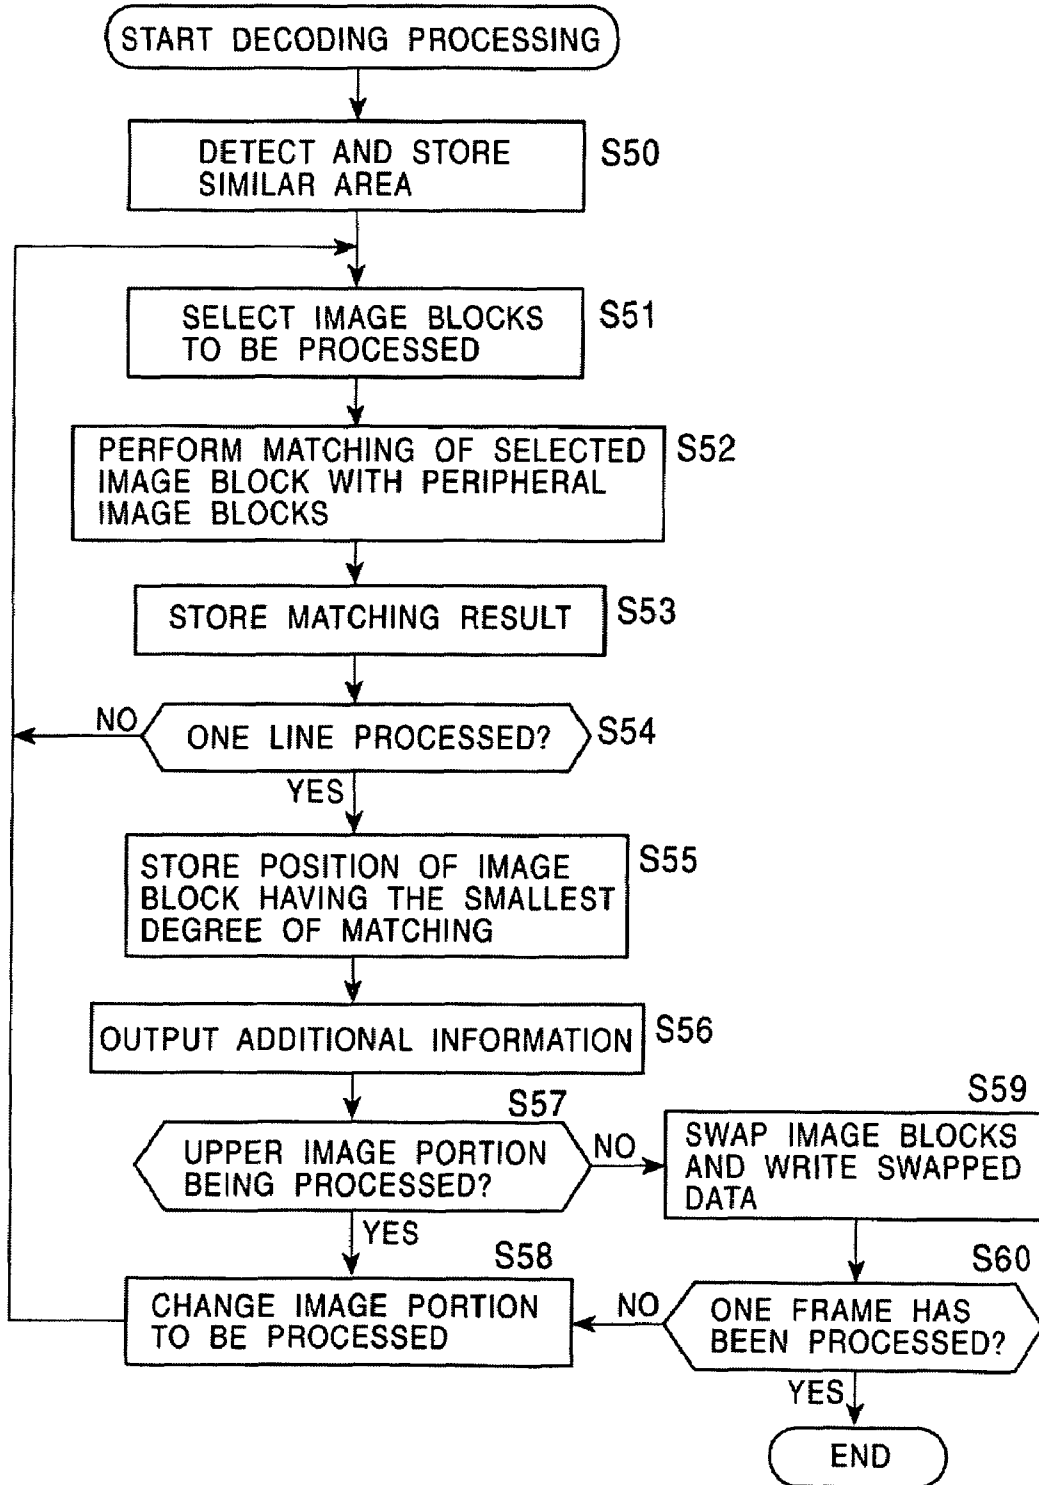 START DECODING PROCESSING
DETECT AND STORE
SIMILAR AREA
S50
SELECT IMAGE BLOCKS
TO BE PROCESSED
S51
PERFORM MATCHING OF SELECTED
IMAGE BLOCK WITH PERIPHERAL
IMAGE BLOCKS
S52
STORE MATCHING RESULT
S53
NO
ONE LINE PROCESSED?
S54
YES
STORE POSITION OF IMAGE
BLOCK HAVING THE SMALLEST
DEGREE OF MATCHING
S55
OUTPUT ADDITIONAL INFORMATION
S56
S57
UPPER IMAGE PORTION
BEING PROCESSED?
NO
S59
SWAP IMAGE BLOCKS
AND WRITE SWAPPED
DATA
YES
S58
CHANGE IMAGE PORTION
TO BE PROCESSED
NO
S60
ONE FRAME HAS
BEEN PROCESSED?
YES
END